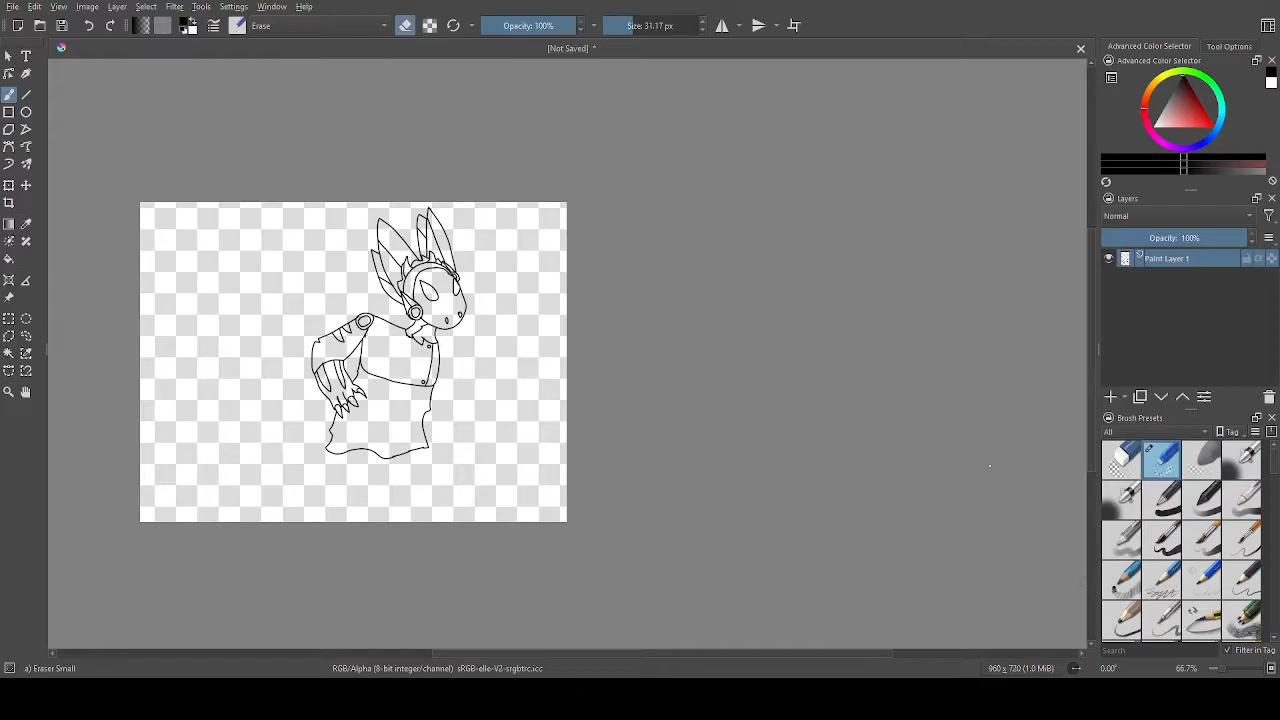 File Edit View Image Layer Select Filter Tools Settings Window Help
Erase Opacity: 100% Size: 31.17 px
[Not Saved] *
Advanced Color Selector Tool Options
Advanced Color Selector
Layers
Normal
Opacity: 100%
Paint Layer 1
Brush Presets
All Tag
Search Filter in Tag
a) Eraser Small RGB/Alpha (8-bit integer/channel) sRGB-elle-V2-srgbtrc.icc 960 x 720 (1.0 MiB) 0.00° 66.7%